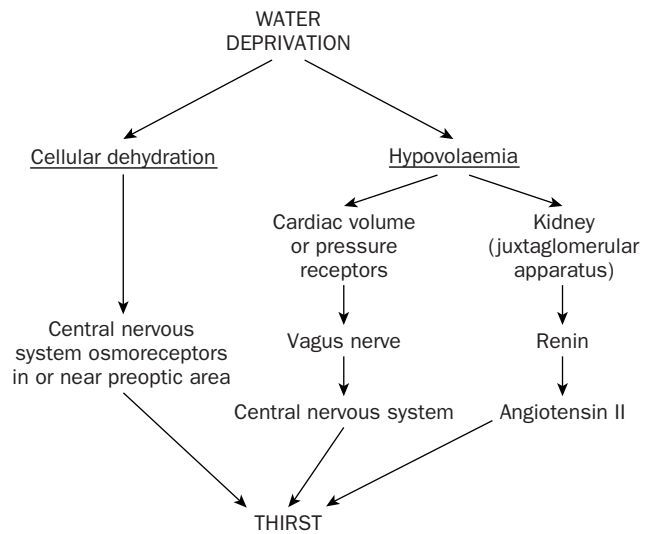 WATER
DEPRIVATION
Cellular dehydration
Hypovolaemia
Cardiac volume
or pressure
receptors
Kidney
(juxtaglomerular
apparatus)
Central nervous
system osmoreceptors
in or near preoptic area
Vagus nerve
Renin
Central nervous system
Angiotensin II
THIRST